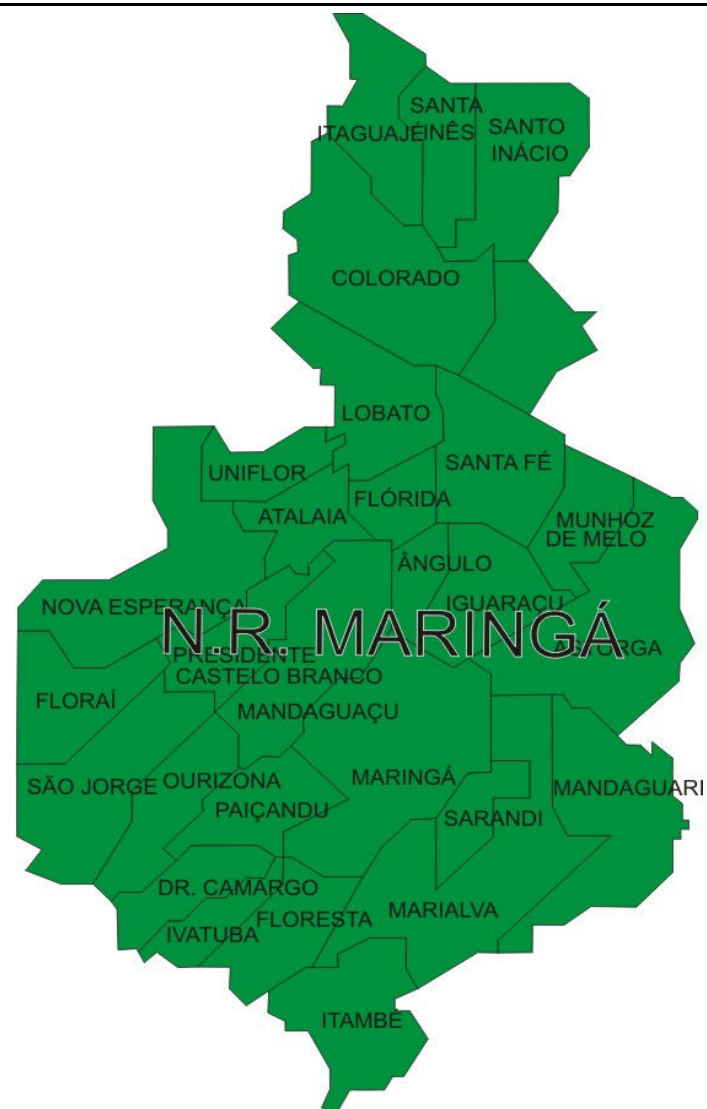 SANTA
INÊS
ITAGUAJÉ
SANTO
INÁCIO
COLORADO
LOBATO
SANTA FÉ
UNIFLOR
FLÓRIDA
ATALAIA
MUNHOZ
DE MELO
ÂNGULO
IGUARAÇU
NOVA ESPERANÇA
N.R. MARINGÁ
ASTORGA
PRESIDENTE
CASTELO BRANCO
FLORAÍ
MANDAGUAÇU
SÃO JORGE
OURIZONA
MARINGÁ
MANDAGUARI
PAIÇANDU
SARANDI
DR. CAMARGO
MARIALVA
FLORESTA
IVATUBA
ITAMBÉ